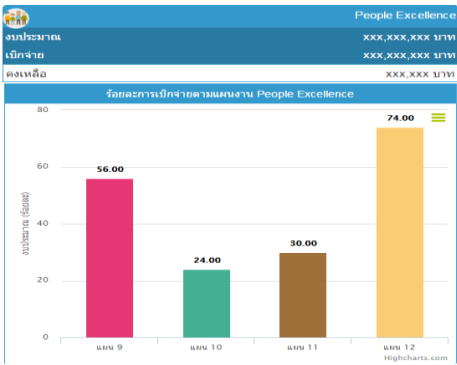 People Excellence
งบประมาณ xxx,xxx,xxx บาท
เบิกจ่าย xxx,xxx,xxx บาท
คงเหลือ xxx,xxx บาท
ร้อยละการเบิกจ่ายตามแผนงาน People Excellence
80
60
40
20
0
งบประมาณ (ร้อยละ)
56.00
24.00
30.00
74.00
แผน 9
แผน 10
แผน 11
แผน 12
Highcharts.com